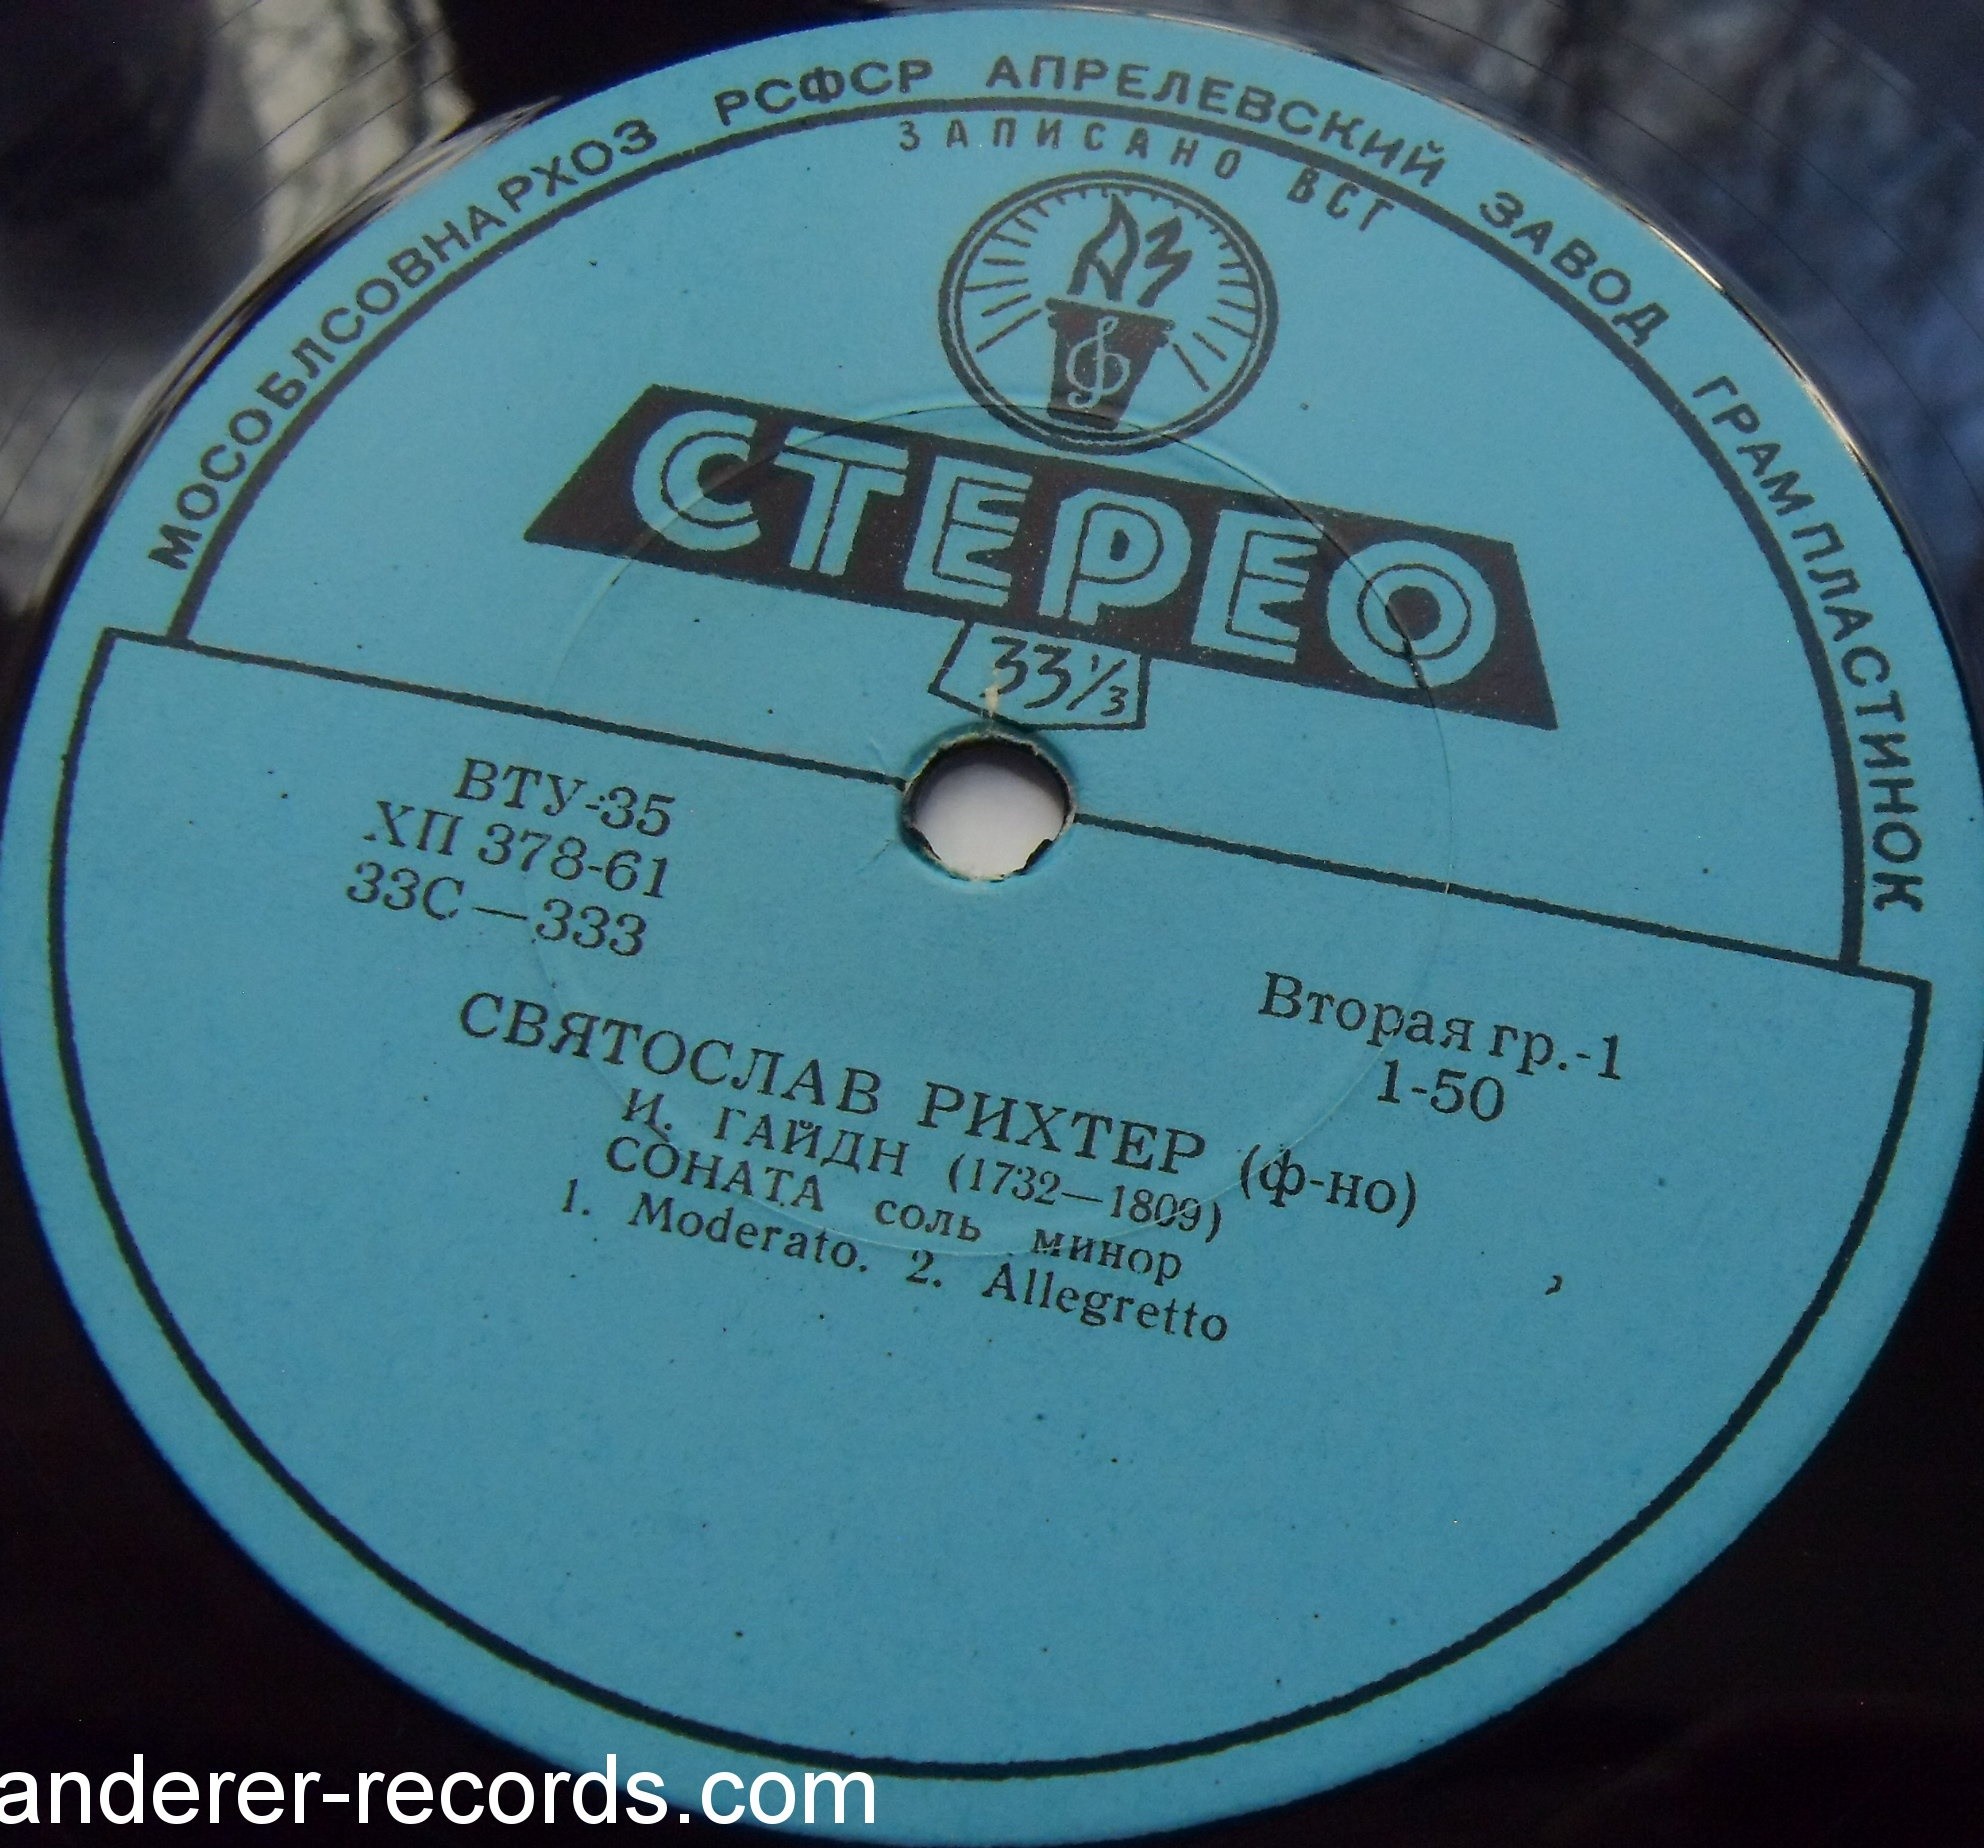 МОСОБЛСОВНАРХОЗ РСФСР АПРЕЛЕВСКИЙ ЗАВОД ГРАМПЛАСТИНОК
ЗАПИСАНО ВСГ
АЗ
СТЕРЕО
33⅓
ВТУ-35
ХП 378-61
33С—333
Вторая гр.-1
1-50
СВЯТОСЛАВ РИХТЕР (ф-но)
И. ГАЙДН (1732—1809)
СОНАТА соль минор
1. Moderato. 2. Allegretto
anderer-records.com